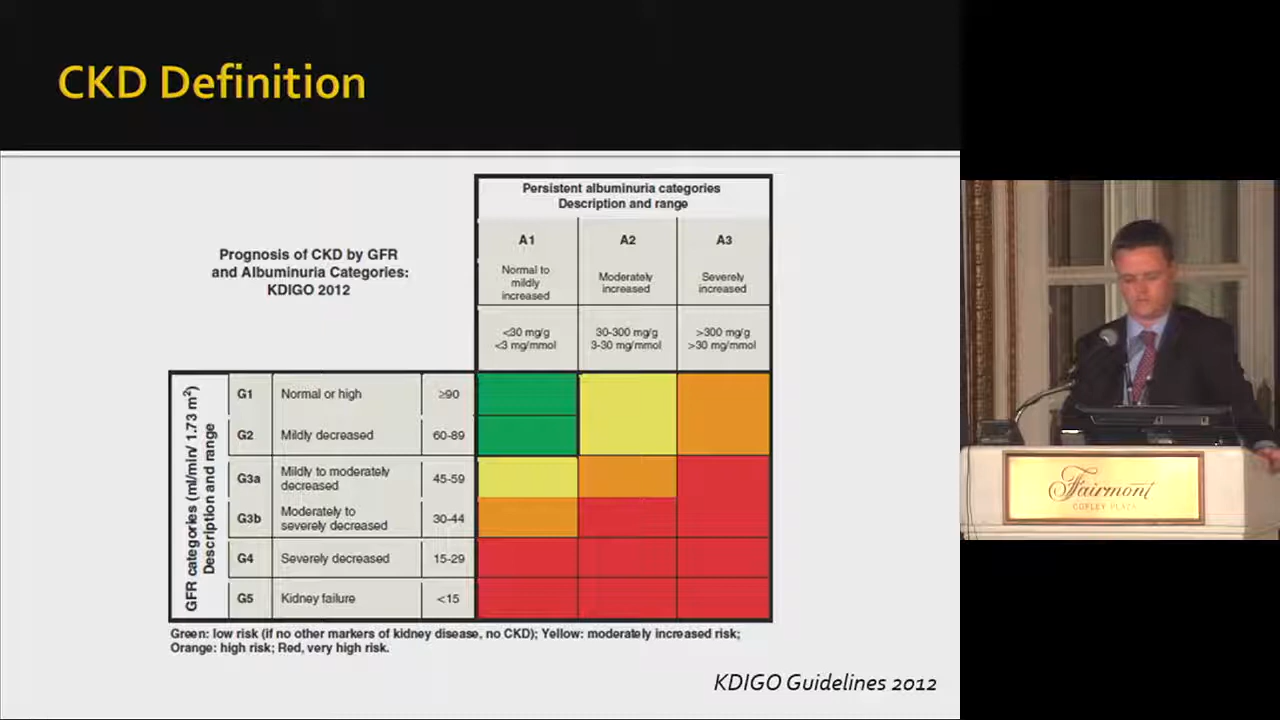 CKD Definition
Persistent albuminuria categories
Description and range
Prognosis of CKD by GFR
and Albuminuria Categories:
KDIGO 2012
A1
A2
A3
Normal to
mildly
increased
Moderately
increased
Severely
increased
<30 mg/g
<3 mg/mmol
30-300 mg/g
3-30 mg/mmol
>300 mg/g
>30 mg/mmol
GFR categories (ml/min/ 1.73 m²)
Description and range
G1
Normal or high
≥90
G2
Mildly decreased
60-89
G3a
Mildly to moderately
decreased
45-59
G3b
Moderately to
severely decreased
30-44
G4
Severely decreased
15-29
G5
Kidney failure
<15
Green: low risk (if no other markers of kidney disease, no CKD); Yellow: moderately increased risk;
Orange: high risk; Red, very high risk.
KDIGO Guidelines 2012
Fairmont
COPLEY PLAZA